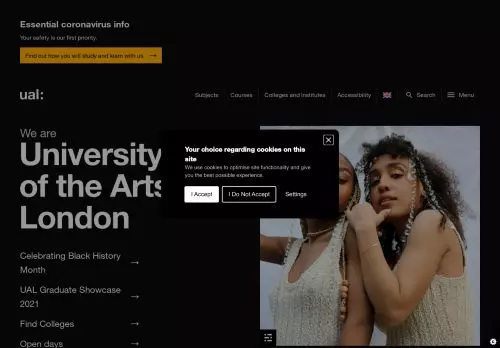 Essential coronavirus info
Your safety is our first priority.
Find out how you will study and learn with us
ual:
Subjects
Courses
Colleges and Institutes
Accessibility
Search
Menu
We are
University
of the Arts
London
Your choice regarding cookies on this
site
We use cookies to optimise site functionality and give
you the best possible experience.
I Accept
I Do Not Accept
Settings
Celebrating Black History
Month
UAL Graduate Showcase
2021
Find Colleges
Open days